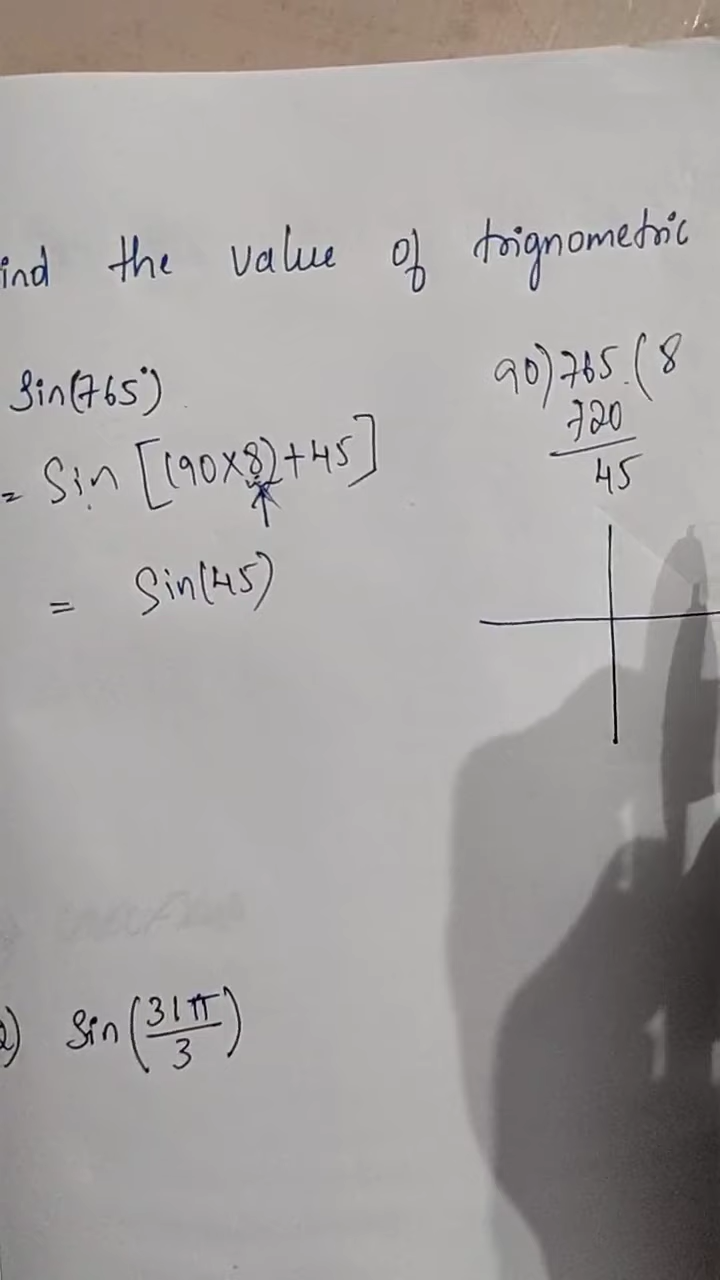 ind the value of trignometric
Sin(765°)
90)765.(8
720
45
= Sin [(90×8)+45]
= Sin(45)
2) Sin(31π/3)